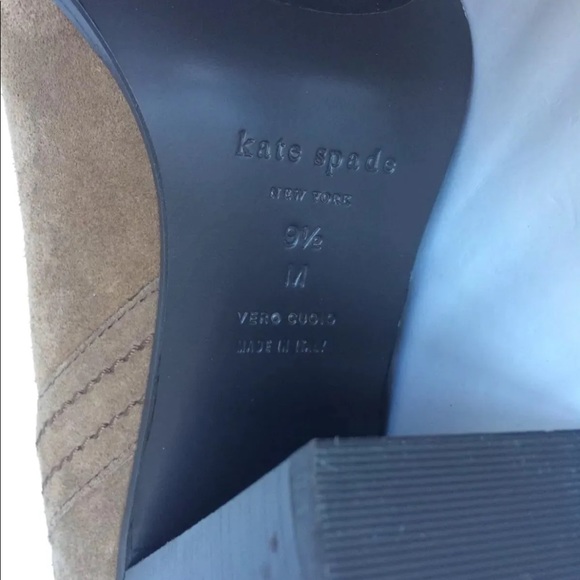 kate spade
NEW YORK
9½
M
VERO CUOIO
MADE IN ITALY